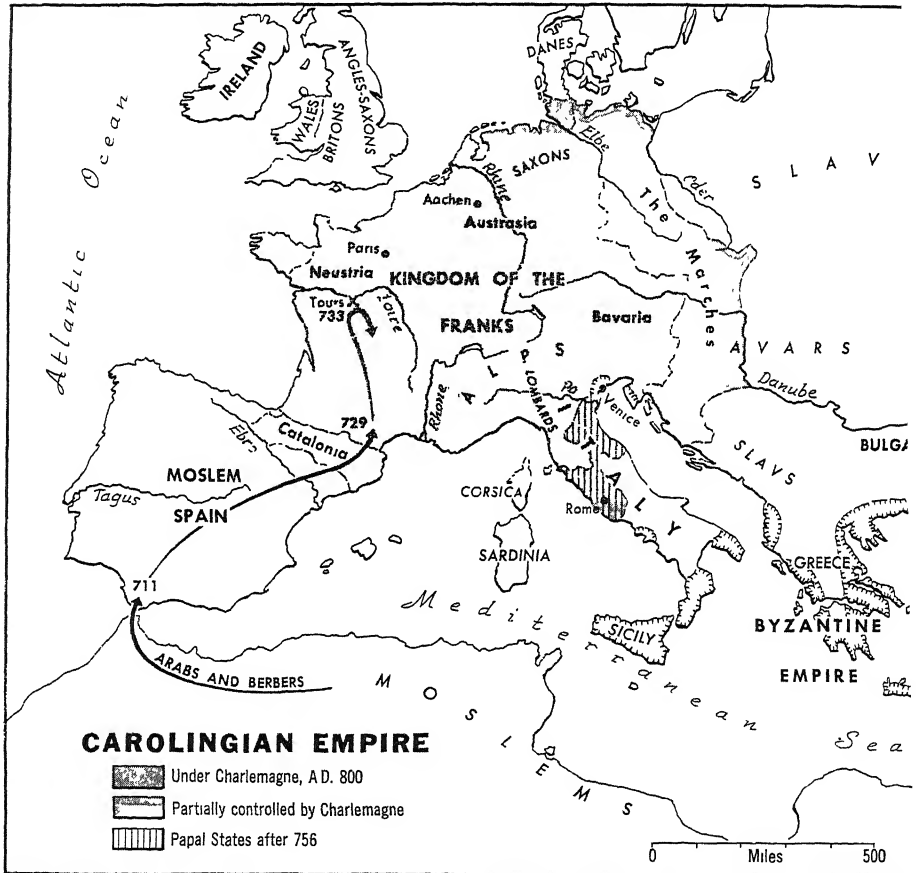 DANES
IRELAND
ANGLES-SAXONS
WALES
BRITONS
Atlantic Ocean
Elbe
SAXONS
Rhine
SLAV
Oder
The Marches
Aachen
Austrasia
Paris
Neustria
KINGDOM OF THE
FRANKS
Tours
733
Loire
Bavaria
AVARS
ALPS
LOMBARDS
Po
Danube
Venice
Rhone
ITALY
729
Catalonia
Ebro
SLAVS
BULGA
MOSLEM
SPAIN
Tagus
CORSICA
Rome
SARDINIA
GREECE
711
Mediterranean Sea
SICILY
BYZANTINE
EMPIRE
ARABS AND BERBERS
MOSLEMS
CAROLINGIAN EMPIRE
Under Charlemagne, A.D. 800
Partially controlled by Charlemagne
Papal States after 756
0 Miles 500